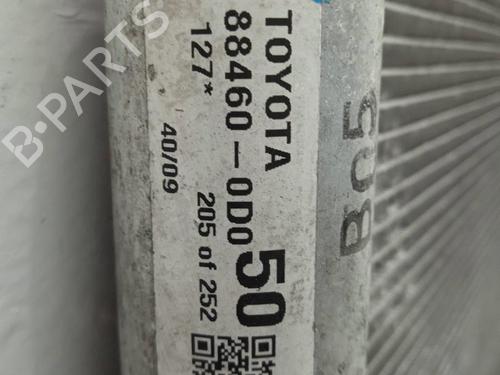 TOYOTA
88460-0D050
127*
205 of 252
40/09
B05
B-PARTS